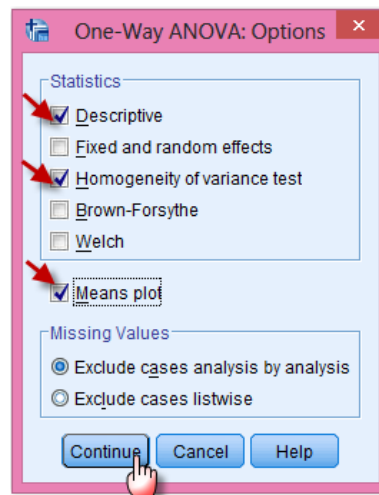 One-Way ANOVA: Options
Statistics
Descriptive
Fixed and random effects
Homogeneity of variance test
Brown-Forsythe
Welch
Means plot
Missing Values
Exclude cases analysis by analysis
Exclude cases listwise
Continue Cancel Help